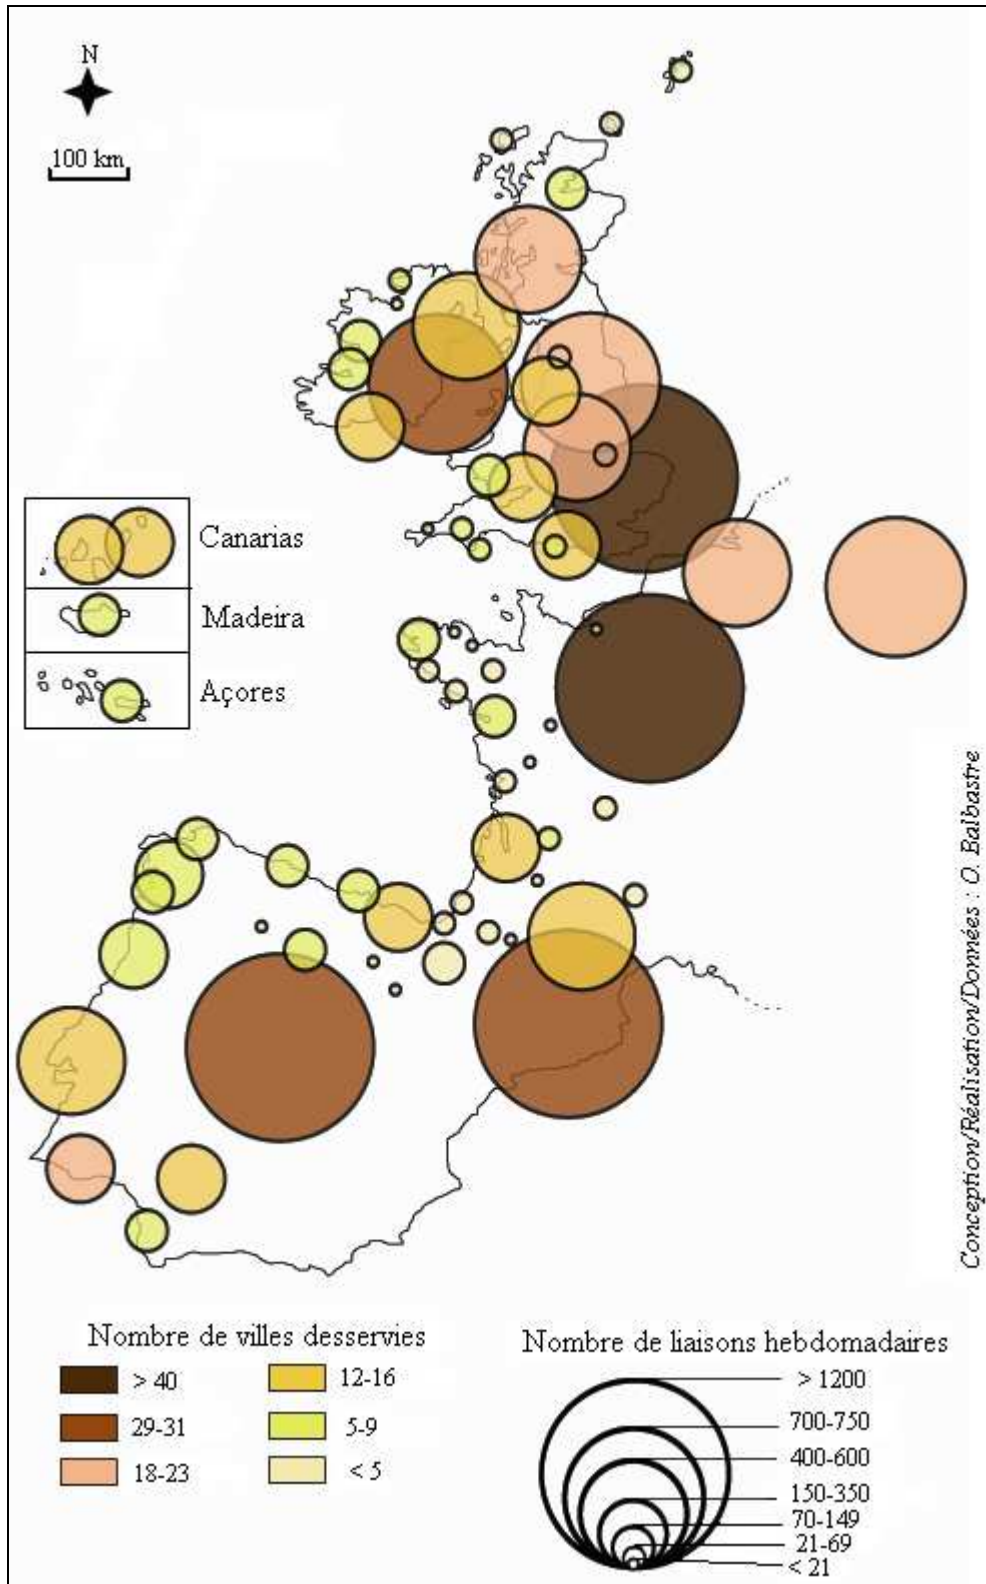 N
100 km
Canarias
Madeira
Açores
Conception/Réalisation/Données : O. Balbastre
Nombre de villes desservies
> 40
29-31
18-23
12-16
5-9
< 5
Nombre de liaisons hebdomadaires
> 1200
700-750
400-600
150-350
70-149
21-69
< 21